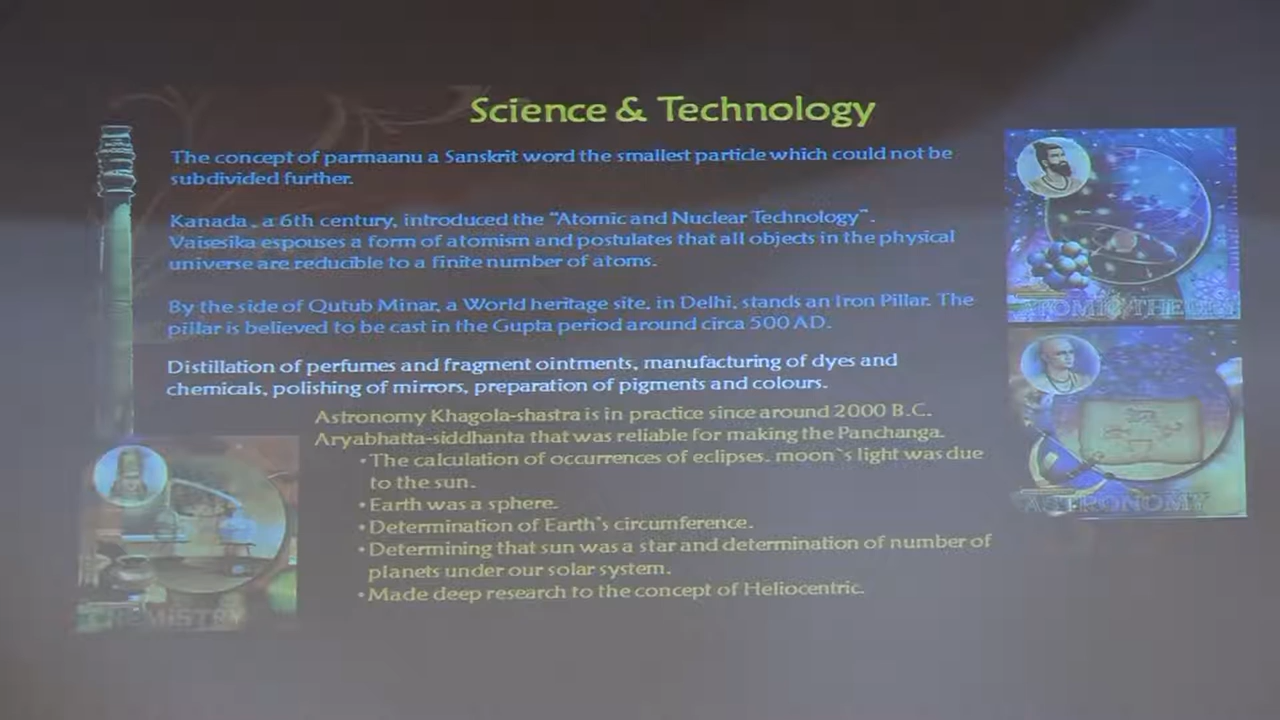 Science & Technology
The concept of parmaanu a Sanskrit word the smallest particle which could not be
subdivided further.
Kanada, a 6th century, introduced the “Atomic and Nuclear Technology”.
Vaisesika espouses a form of atomism and postulates that all objects in the physical
universe are reducible to a finite number of atoms.
By the side of Qutub Minar, a World heritage site, in Delhi, stands an Iron Pillar. The
pillar is believed to be cast in the Gupta period around circa 500 AD.
Distillation of perfumes and fragment ointments, manufacturing of dyes and
chemicals, polishing of mirrors, preparation of pigments and colours.
Astronomy Khagola-shastra is in practice since around 2000 B.C.
Aryabhatta-siddhanta that was reliable for making the Panchanga.
•The calculation of occurrences of eclipses. moon`s light was due
to the sun.
•Earth was a sphere.
•Determination of Earth's circumference.
•Determining that sun was a star and determination of number of
planets under our solar system.
•Made deep research to the concept of Heliocentric.
ATOMIC THEORY
ASTRONOMY
CHEMISTRY